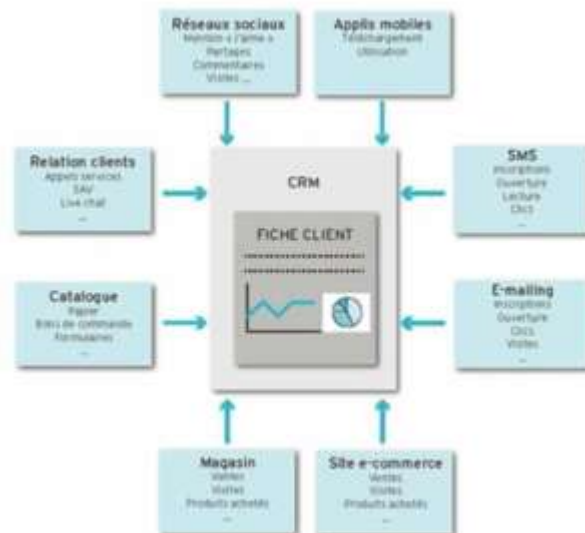 Réseaux sociaux
Mention « J'aime »
Partages
Commentaires
Visites ...
Applis mobiles
Téléchargement
Utilisation
Relation clients
Appels services
SAV
Live chat
...
CRM
FICHE CLIENT
SMS
Inscriptions
Ouverture
Lecture
Clics
...
Catalogue
Papier
Bons de commande
Formulaires
...
E-mailing
Inscriptions
Ouverture
Clics
Visites
...
Magasin
Ventes
Visites
Produits achetés
...
Site e-commerce
Ventes
Visites
Produits achetés
...